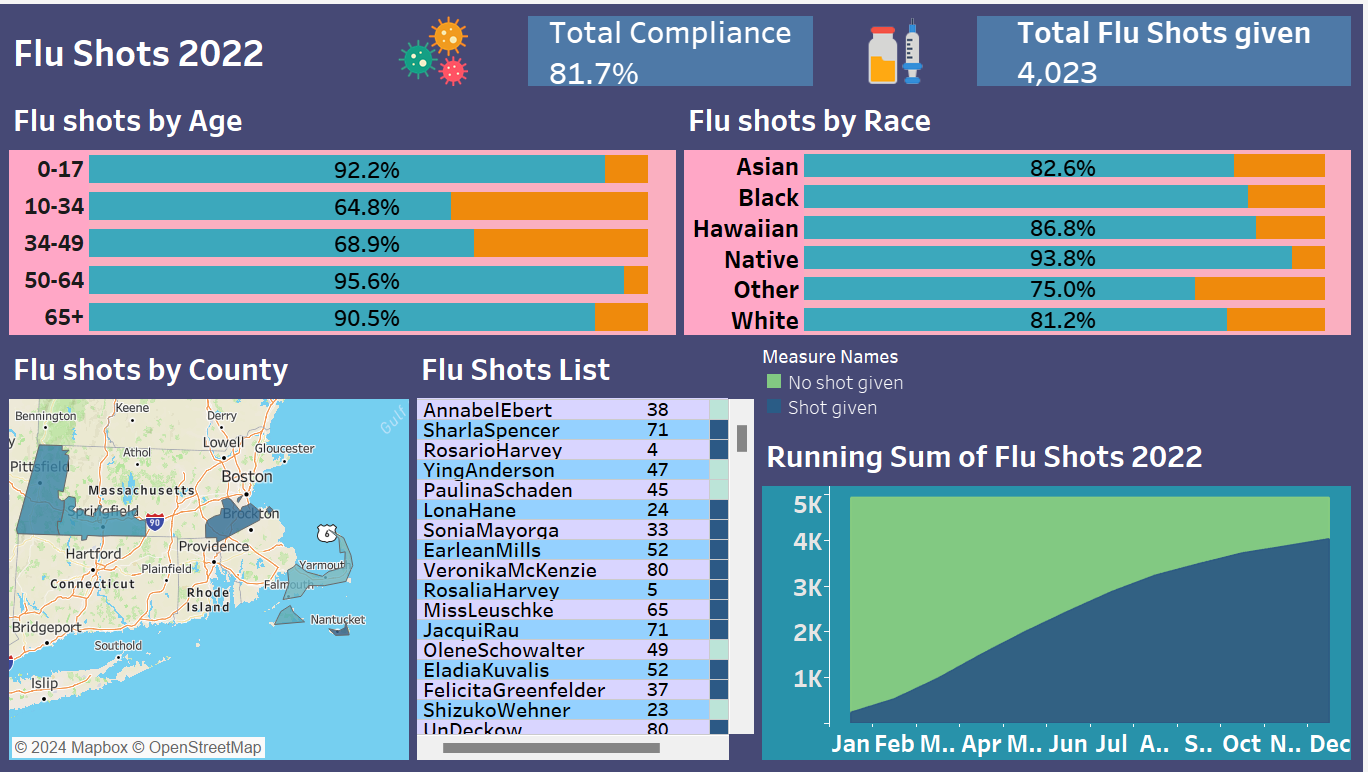 Flu Shots 2022
Total Compliance
81.7%
Total Flu Shots given
4,023
Flu shots by Age
0-17 92.2%
10-34 64.8%
34-49 68.9%
50-64 95.6%
65+ 90.5%
Flu shots by Race
Asian 82.6%
Black
Hawaiian 86.8%
Native 93.8%
Other 75.0%
White 81.2%
Flu shots by County
Keene
Bennington
Derry
Lowell
Gloucester
Gulf
Athol
Pittsfield
Boston
Massachusetts
Springfield
90
Brockton
6
Hartford
Providence
Plainfield
Yarmouth
Connecticut
Falmouth
Rhode
Island
Nantucket
Bridgeport
Southold
Islip
© 2024 Mapbox © OpenStreetMap
Flu Shots List
AnnabelEbert 38
SharlaSpencer 71
RosarioHarvey 4
YingAnderson 47
PaulinaSchaden 45
LonaHane 24
SoniaMayorga 33
EarleanMills 52
VeronikaMcKenzie 80
RosaliaHarvey 5
MissLeuschke 65
JacquiRau 71
OleneSchowalter 49
EladiaKuvalis 52
FelicitaGreenfelder 37
ShizukoWehner 23
UnDeckow 80
Measure Names
No shot given
Shot given
Running Sum of Flu Shots 2022
5K
4K
3K
2K
1K
Jan Feb M.. Apr M.. Jun Jul A.. S.. Oct N.. Dec